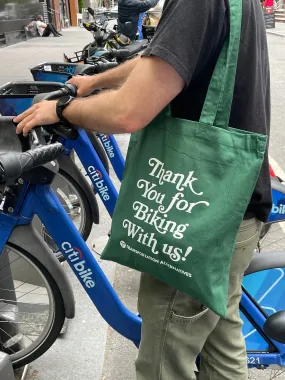 Thank
You for
Biking
With us!
TRANSPORTATION ALTERNATIVES
citi bike
citi bike
citi bike